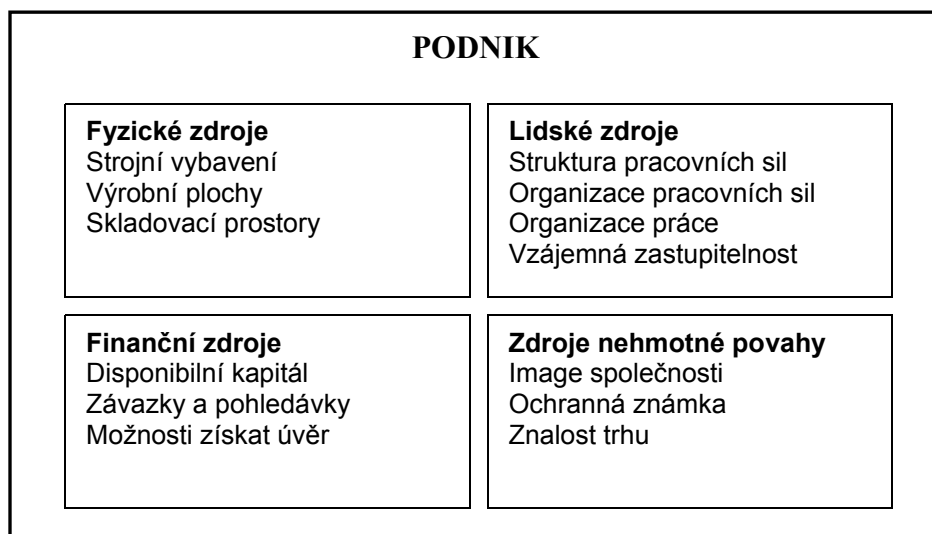 PODNIK
Fyzické zdroje
Strojní vybavení
Výrobní plochy
Skladovací prostory
Lidské zdroje
Struktura pracovních sil
Organizace pracovních sil
Organizace práce
Vzájemná zastupitelnost
Finanční zdroje
Disponibilní kapitál
Závazky a pohledávky
Možnosti získat úvěr
Zdroje nehmotné povahy
Image společnosti
Ochranná známka
Znalost trhu